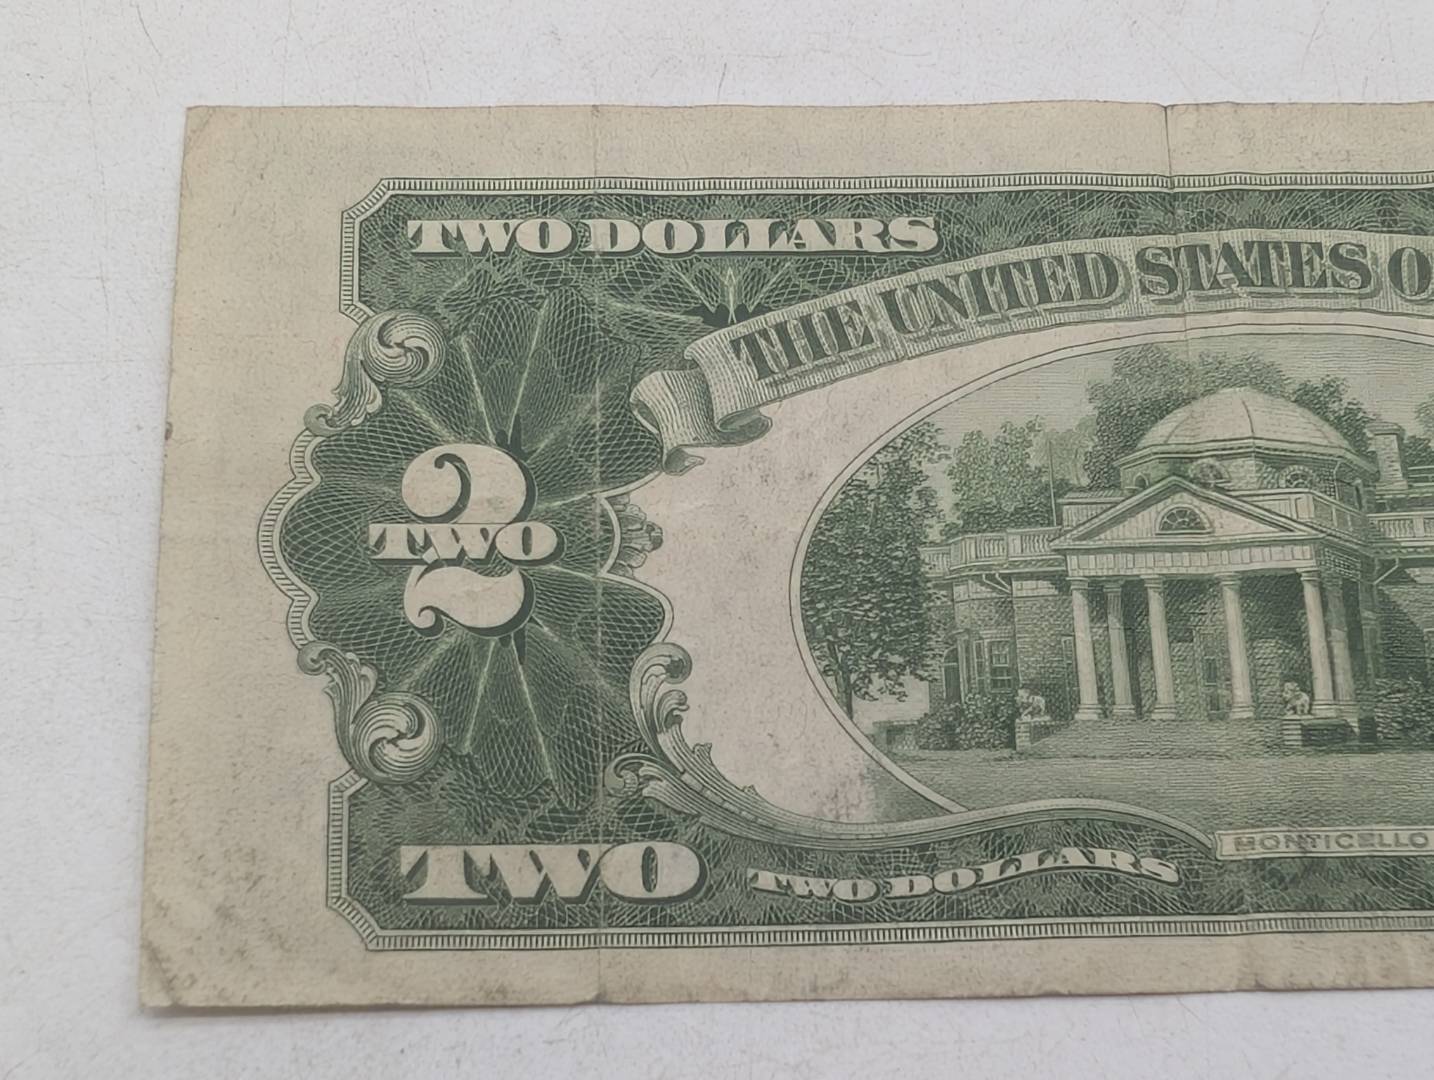 TWO DOLLARS
THE UNITED STATES O
2
TWO
MONTICELLO
TWO
TWO DOLLARS